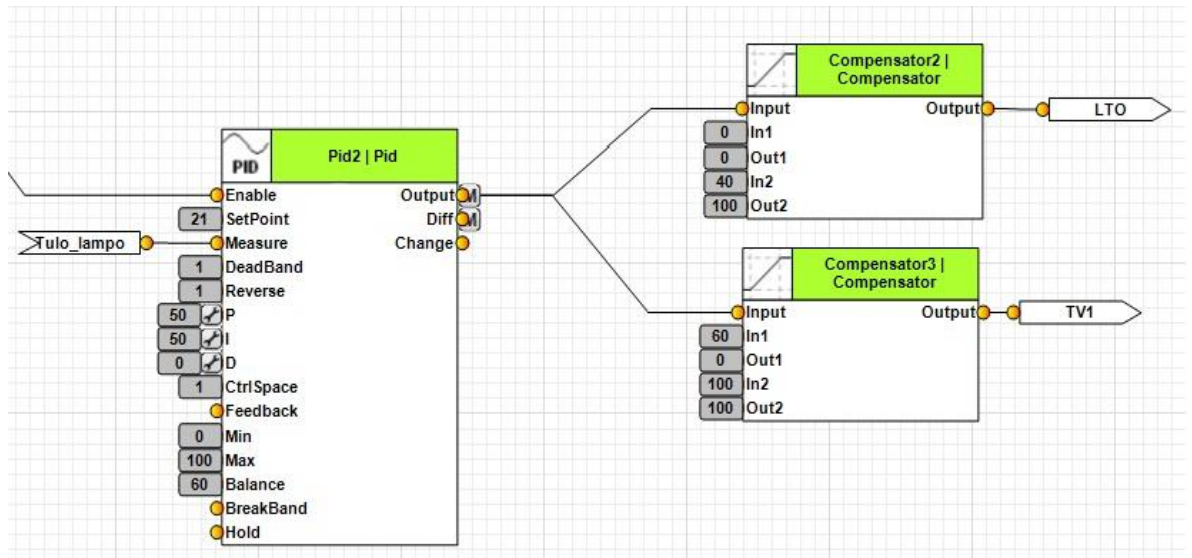 PID
Pid2 | Pid
Enable
Output M
21 SetPoint
Diff M
Tulo_lampo
Measure
Change
1 DeadBand
1 Reverse
50 P
50 I
0 D
1 CtrlSpace
Feedback
0 Min
100 Max
60 Balance
BreakBand
Hold
Compensator2 |
Compensator
Input
Output
LTO
0 In1
0 Out1
40 In2
100 Out2
Compensator3 |
Compensator
Input
Output
TV1
60 In1
0 Out1
100 In2
100 Out2